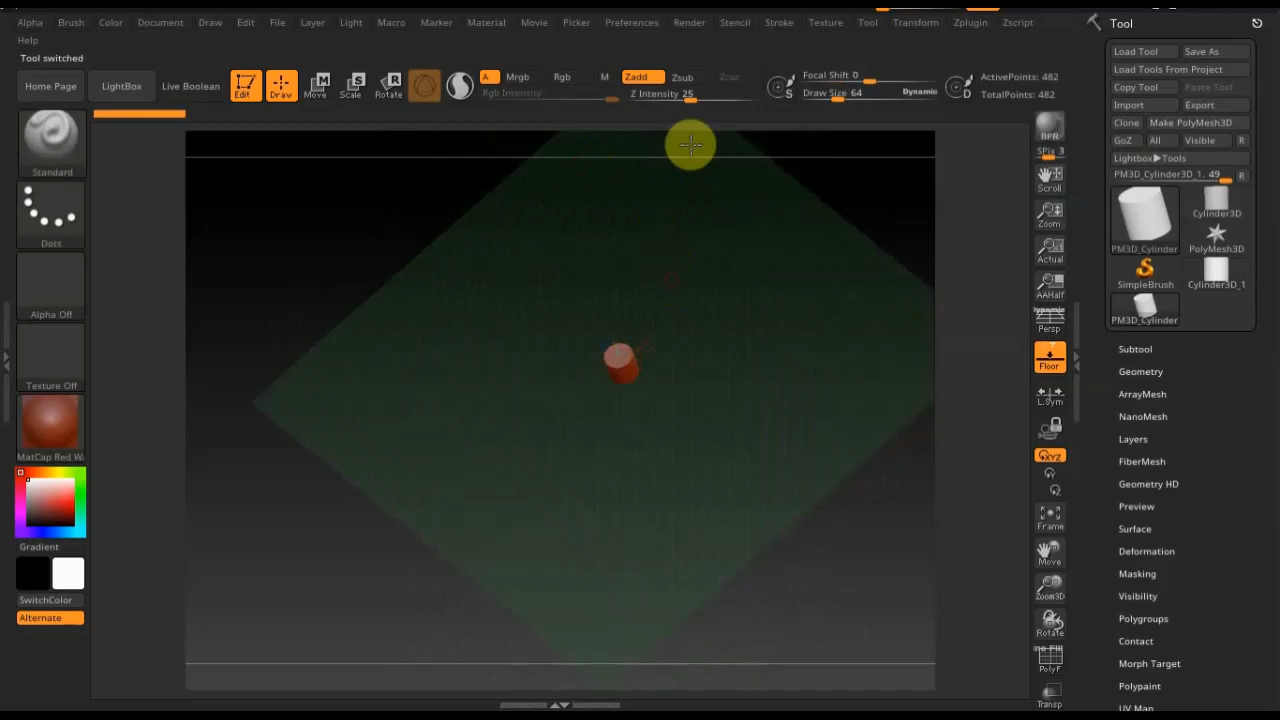 Alpha Brush Color Document Draw Edit File Layer Light Macro Marker Material Movie Picker Preferences Render Stencil Stroke Texture Tool Transform Zplugin Zscript
Help
Tool switched
Home Page
LightBox
Live Boolean
Edit
Draw
Move
Scale
Rotate
A
Mrgb
Rgb
M
Rgb Intensity
Zadd
Zsub
Zcut
Z Intensity 25
Focal Shift 0
Draw Size 64
Dynamic
ActivePoints: 482
TotalPoints: 482
Standard
Dots
Alpha Off
Texture Off
MatCap Red W
Gradient
SwitchColor
Alternate
BPR
SPix 3
Scroll
Zoom
Actual
AAHalf
Dynamic
Persp
Floor
L.Sym
XYZ
Frame
Move
Zoom3D
Rotate
PolyF
Transp
Tool
Load Tool
Save As
Load Tools From Project
Copy Tool
Paste Tool
Import
Export
Clone
Make PolyMesh3D
GoZ
All
Visible
R
Lightbox▶Tools
PM3D_Cylinder3D_1. 49
R
PM3D_Cylinder
Cylinder3D
PolyMesh3D
SimpleBrush
Cylinder3D_1
PM3D_Cylinder
Subtool
Geometry
ArrayMesh
NanoMesh
Layers
FiberMesh
Geometry HD
Preview
Surface
Deformation
Masking
Visibility
Polygroups
Contact
Morph Target
Polypaint
UV Map